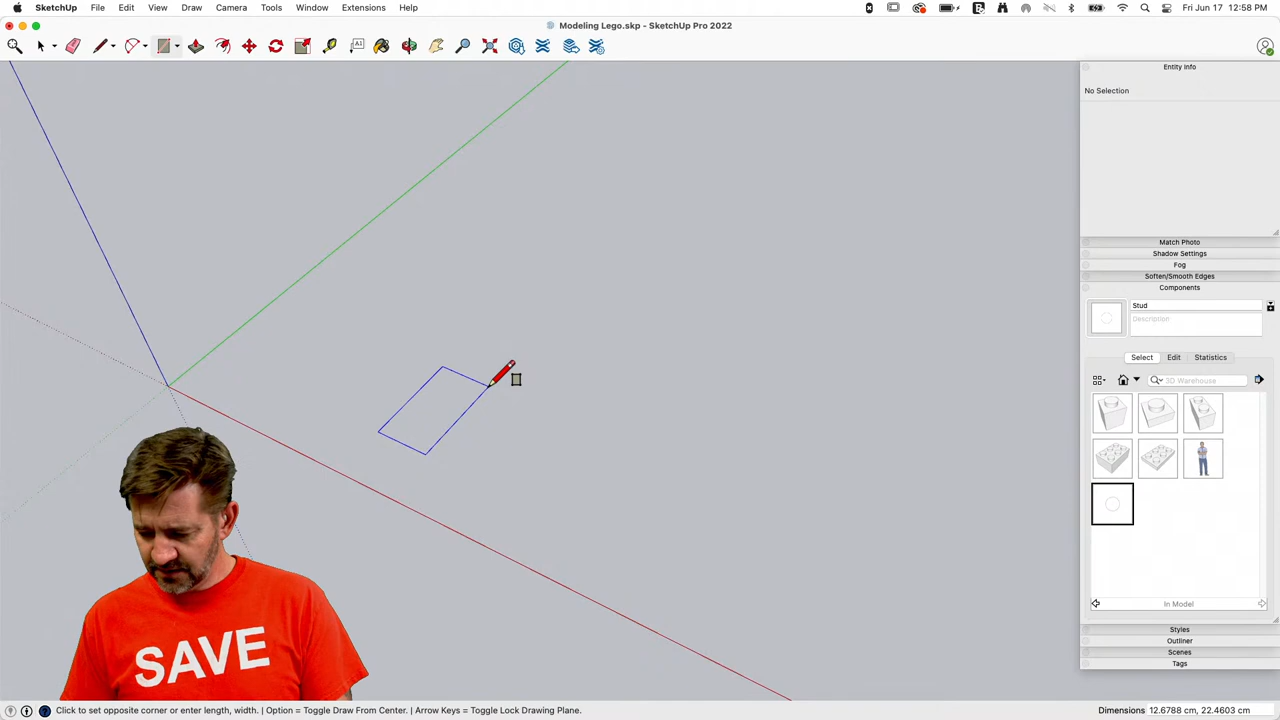 SketchUp File Edit View Draw Camera Tools Window Extensions Help Fri Jun 17 12:58 PM
Modeling Lego.skp - SketchUp Pro 2022
Entity Info
No Selection
Match Photo
Shadow Settings
Fog
Soften/Smooth Edges
Components
Stud
Description
Select Edit Statistics
3D Warehouse
In Model
Styles
Outliner
Scenes
Tags
SAVE
Click to set opposite corner or enter length, width. | Option = Toggle Draw From Center. | Arrow Keys = Toggle Lock Drawing Plane. Dimensions 12.6788 cm, 22.4603 cm